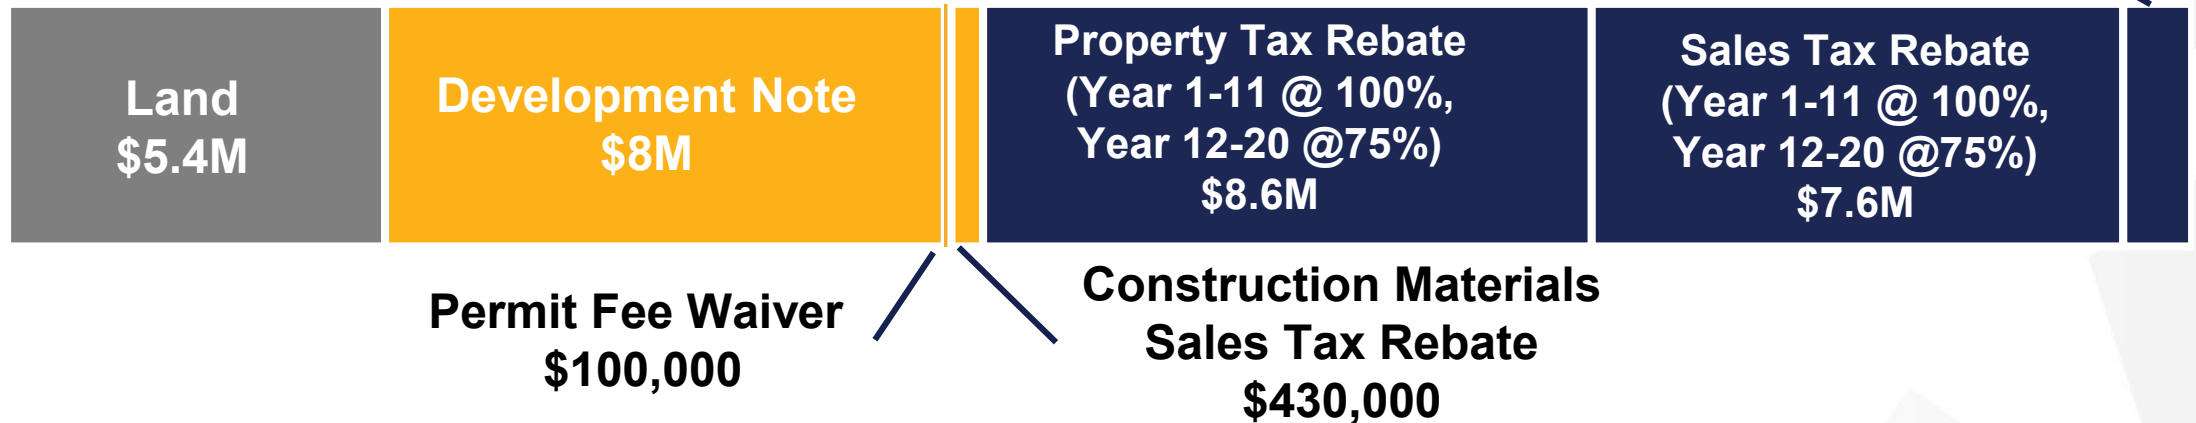 Land
$5.4M
Development Note
$8M
Property Tax Rebate
(Year 1-11 @ 100%,
Year 12-20 @75%)
$8.6M
Sales Tax Rebate
(Year 1-11 @ 100%,
Year 12-20 @75%)
$7.6M
Permit Fee Waiver
$100,000
Construction Materials
Sales Tax Rebate
$430,000